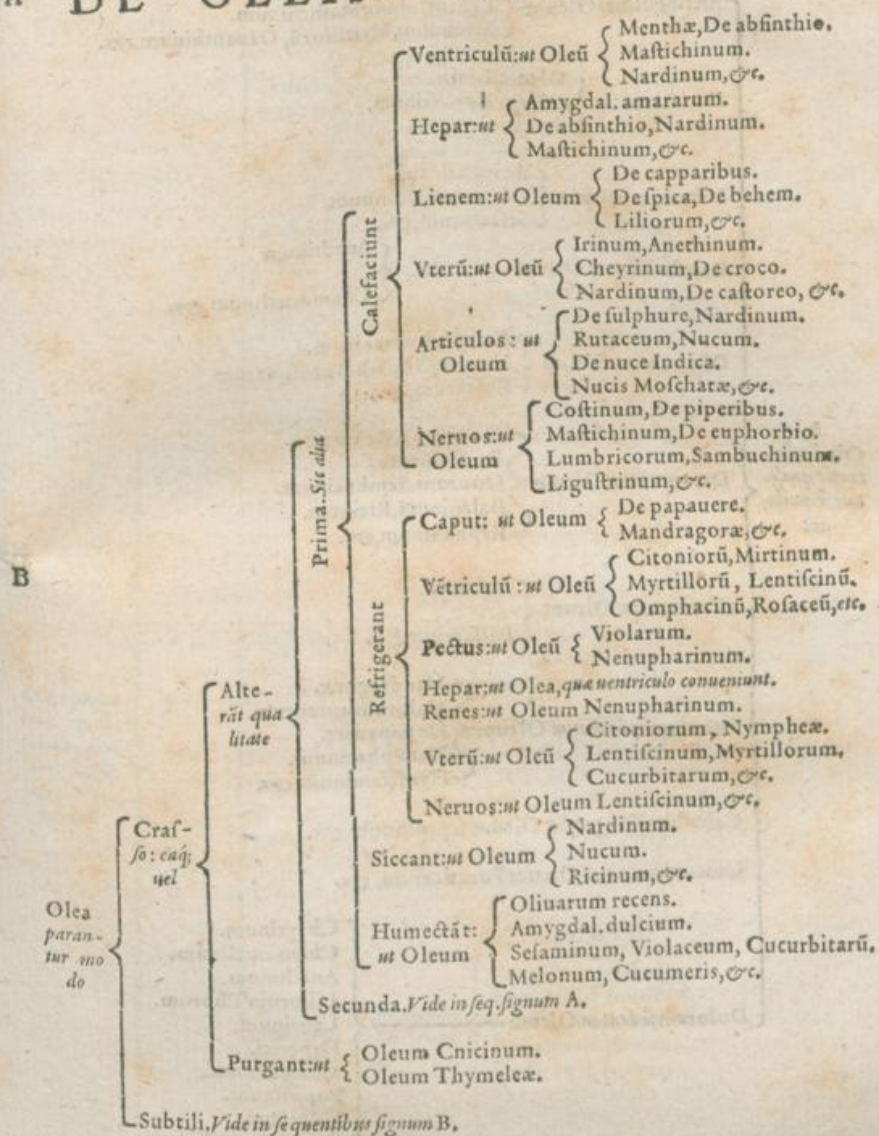 DE OLEIS
Ventriculũ: ut Oleũ
Menthæ, De abſinthio.
Maſtichinum.
Nardinum, &c.
Hepar: ut
Amygdal. amararum.
De abſinthio, Nardinum.
Maſtichinum, &c.
Lienem: ut Oleum
De capparibus.
De ſpica, De behem.
Liliorum, &c.
Vterũ: ut Oleũ
Irinum, Anethinum.
Cheyrinum, De croco.
Nardinum, De caſtoreo, &c.
Articulos: ut
Oleum
De ſulphure, Nardinum.
Rutaceum, Nucum.
De nuce Indica.
Nucis Moſchatæ, &c.
Neruos: ut
Oleum
Coſtinum, De piperibus.
Maſtichinum, De euphorbio.
Lumbricorum, Sambuchinum.
Liguſtrinum, &c.
Calefaciunt
Prima. Sic alia
Caput: ut Oleum
De papauere.
Mandragoræ, &c.
Vẽtriculũ: ut Oleũ
Citoniorũ, Mirtinum.
Myrtillorũ, Lentiſcinũ.
Omphacinũ, Roſaceũ, etc.
Pectus: ut Oleũ
Violarum.
Nenupharinum.
Hepar: ut Olea, quæ uentriculo conueniunt.
Renes: ut Oleum Nenupharinum.
Vterũ: ut Oleũ
Citoniorum, Nympheæ.
Lentiſcinum, Myrtillorum.
Cucurbitarum, &c.
Neruos: ut Oleum Lentiſcinum, &c.
Refrigerant
B
Alte-
rãt qua
litate
Siccant: ut Oleum
Nardinum.
Nucum.
Ricinum, &c.
Humectãt:
ut Oleum
Oliuarum recens.
Amygdal. dulcium.
Seſaminum, Violaceum, Cucurbitarũ.
Melonum, Cucumeris, &c.
Craſ-
ſo: eaq́;
uel
Olea
paran-
tur mo
do
Secunda. Vide in ſeq. ſignum A.
Purgant: ut
Oleum Cnicinum.
Oleum Thymeleæ.
Subtili. Vide in ſequentibus ſignum B.